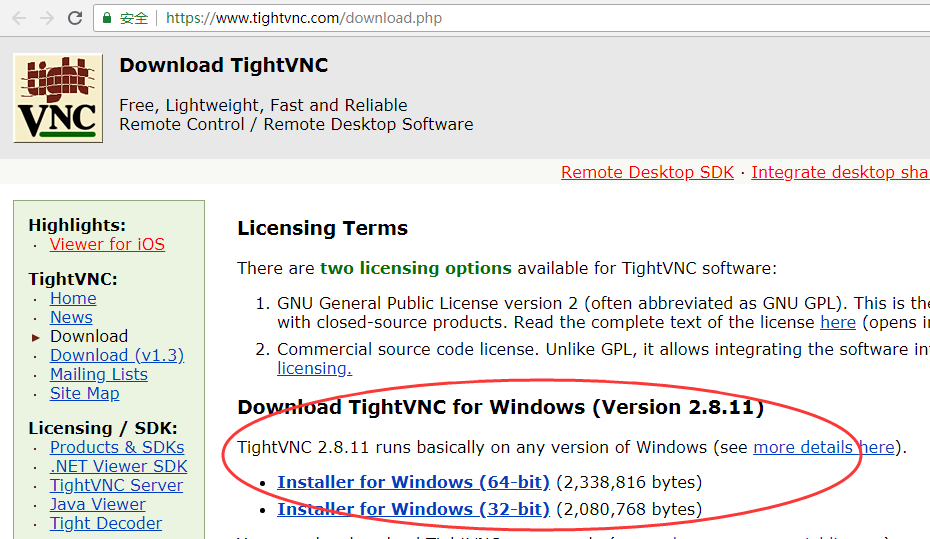 安全 https://www.tightvnc.com/download.php
VNC
Download TightVNC
Free, Lightweight, Fast and Reliable
Remote Control / Remote Desktop Software
Remote Desktop SDK · Integrate desktop sha
Highlights:
· Viewer for iOS
TightVNC:
· Home
· News
▸ Download
· Download (v1.3)
· Mailing Lists
· Site Map
Licensing / SDK:
· Products & SDKs
· .NET Viewer SDK
· TightVNC Server
· Java Viewer
· Tight Decoder
Licensing Terms
There are two licensing options available for TightVNC software:
1. GNU General Public License version 2 (often abbreviated as GNU GPL). This is the
with closed-source products. Read the complete text of the license here (opens i
2. Commercial source code license. Unlike GPL, it allows integrating the software in
licensing.
Download TightVNC for Windows (Version 2.8.11)
TightVNC 2.8.11 runs basically on any version of Windows (see more details here).
• Installer for Windows (64-bit) (2,338,816 bytes)
• Installer for Windows (32-bit) (2,080,768 bytes)